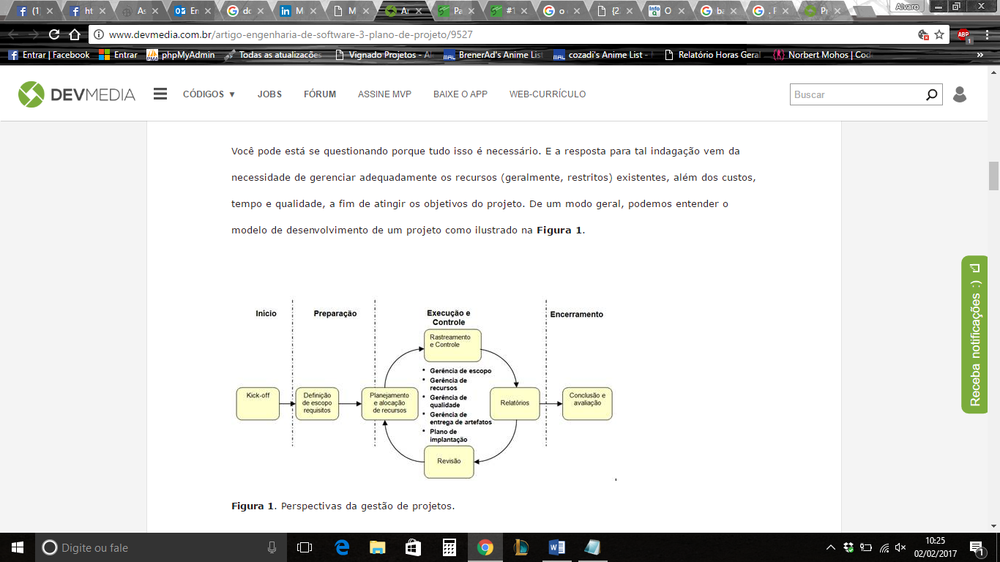 (1)
ht
As
En
do
M
M
Ar
Pa
#1
o
{2
O
ba
. F
Pr
Alvaro
www.devmedia.com.br/artigo-engenharia-de-software-3-plano-de-projeto/9527
ABP
1
Entrar | Facebook
Entrar
phpMyAdmin
Todas as atualizações
Vignado Projetos - Al
BrenerAd's Anime List
cozadi's Anime List -
Relatório Horas Geral
Norbert Mohos | Cod
»
DEVMEDIA
CÓDIGOS ▼
JOBS
FÓRUM
ASSINE MVP
BAIXE O APP
WEB-CURRÍCULO
Buscar
Você pode está se questionando porque tudo isso é necessário. E a resposta para tal indagação vem da
necessidade de gerenciar adequadamente os recursos (geralmente, restritos) existentes, além dos custos,
tempo e qualidade, a fim de atingir os objetivos do projeto. De um modo geral, podemos entender o
modelo de desenvolvimento de um projeto como ilustrado na Figura 1.
Receba notificações :)
Início
Preparação
Execução e
Controle
Encerramento
Rastreamento
e Controle
• Gerência de escopo
• Gerência de
recursos
• Gerência de
qualidade
• Gerência de
entrega de artefatos
• Plano de
implantação
Kick-off
Definição
de escopo
requisitos
Planejamento
e alocação
de recursos
Relatórios
Conclusão e
avaliação
Revisão
Figura 1. Perspectivas da gestão de projetos.
Digite ou fale
10:25
02/02/2017
1